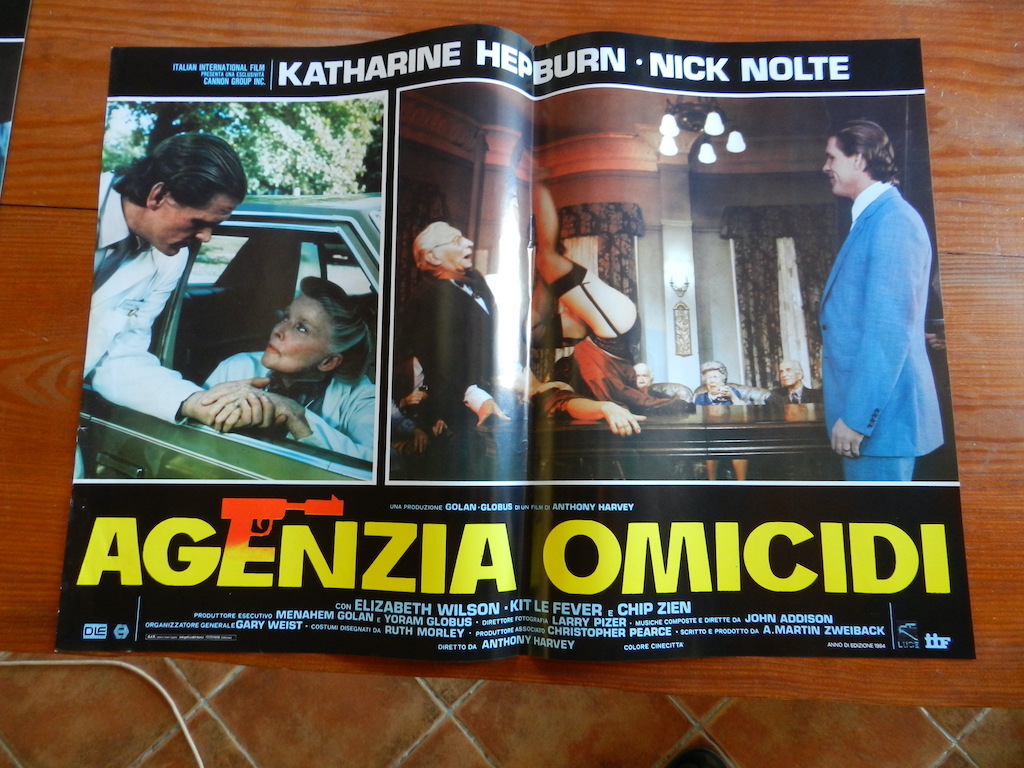 ITALIAN INTERNATIONAL FILM
PRESENTA UNA ESCLUSIVITÀ
CANNON GROUP INC.
KATHARINE HEPBURN · NICK NOLTE
UNA PRODUZIONE GOLAN-GLOBUS DI UN FILM DI ANTHONY HARVEY
AGENZIA OMICIDI
CON ELIZABETH WILSON · KIT LE FEVER E CHIP ZIEN
PRODUTTORE ESECUTIVO MENAHEM GOLAN E YORAM GLOBUS · DIRETTORE FOTOGRAFIA LARRY PIZER · MUSICHE COMPOSTE E DIRETTE DA JOHN ADDISON
ORGANIZZATORE GENERALE GARY WEIST · COSTUMI DISEGNATI DA RUTH MORLEY · PRODUTTORE ASSOCIATO CHRISTOPHER PEARCE · SCRITTO E PRODOTTO DA A. MARTIN ZWEIBACK
DIRETTO DA ANTHONY HARVEY
COLORE CINECITTÀ
ANNO DI EDIZIONE 1984
DLE
LUCE
IIF